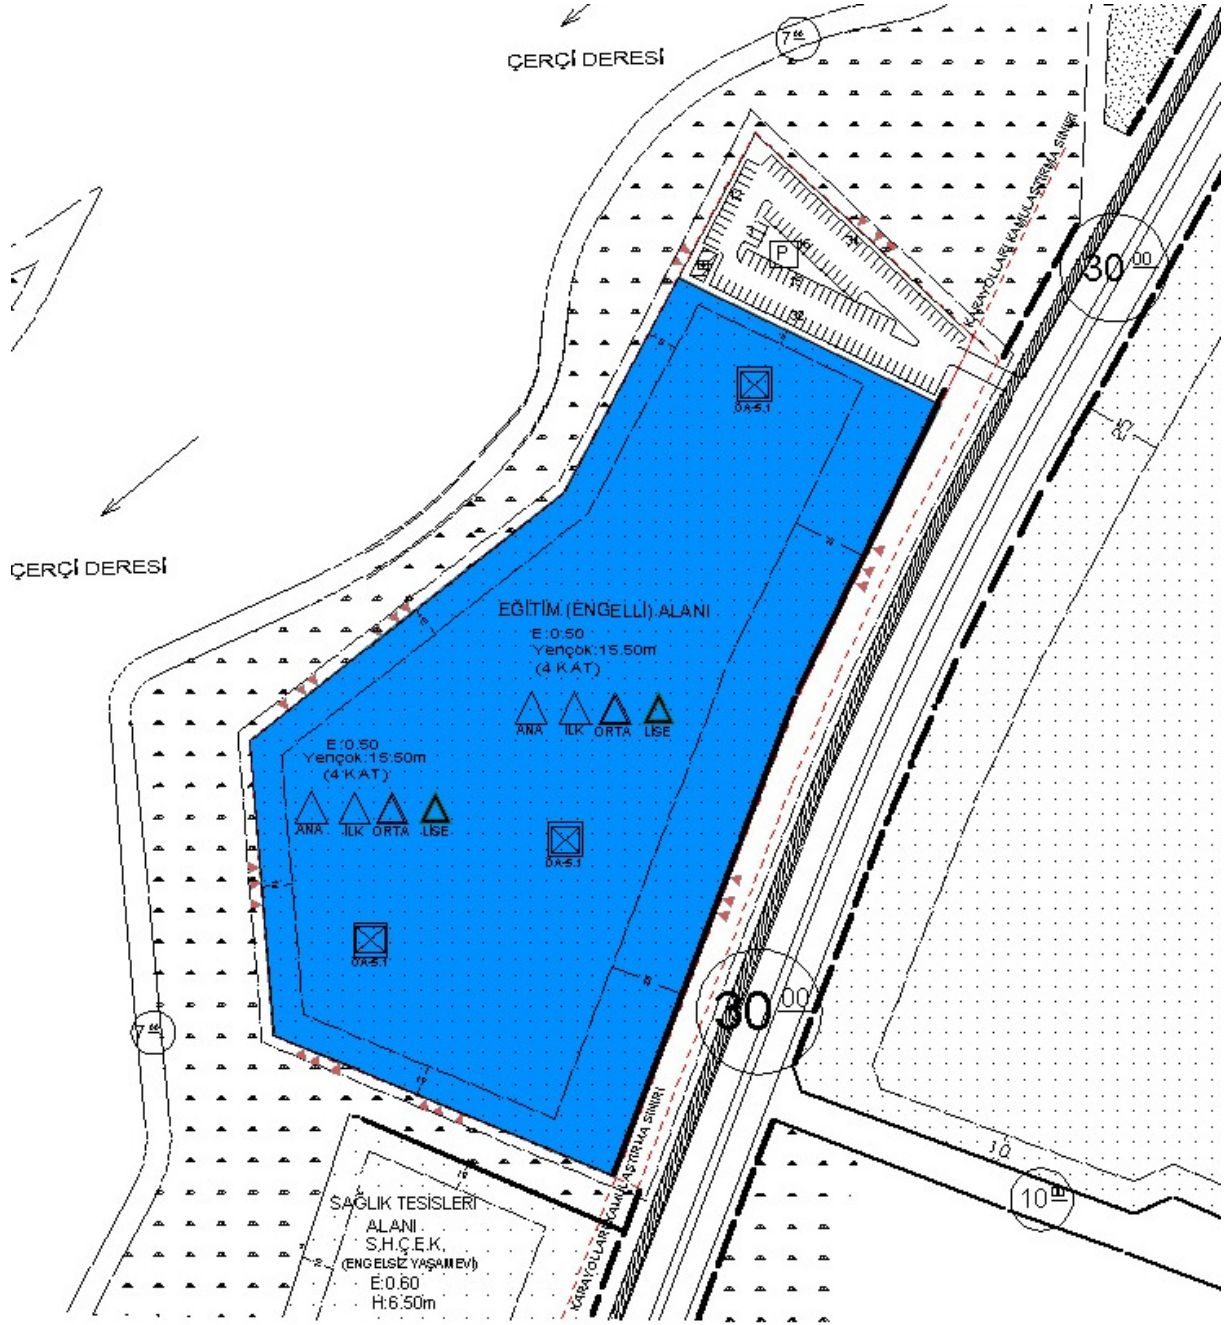 ÇERÇİ DERESİ
KARAYOLLARI KAMULAŞTIRMA SINIRI
P
32
30 00
ÖA-5.1
25
ÇERÇİ DERESİ
EĞİTİM (ENGELLİ) ALANI
E:0.50
Yençok:15.50m
(4 KAT)
ANA İLK ORTA LİSE
E:0.50
Yençok:15.50m
(4 KAT)
ANA İLK ORTA LİSE
ÖA-5.1
ÖA-5.1
30 00
KARAYOLLARI KAMULAŞTIRMA SINIRI
10
10
SAĞLIK TESİSLERİ
ALANI
S.H.Ç.E.K.
(ENGELSİZ YAŞAM EVİ)
E:0.60
H:6.50m